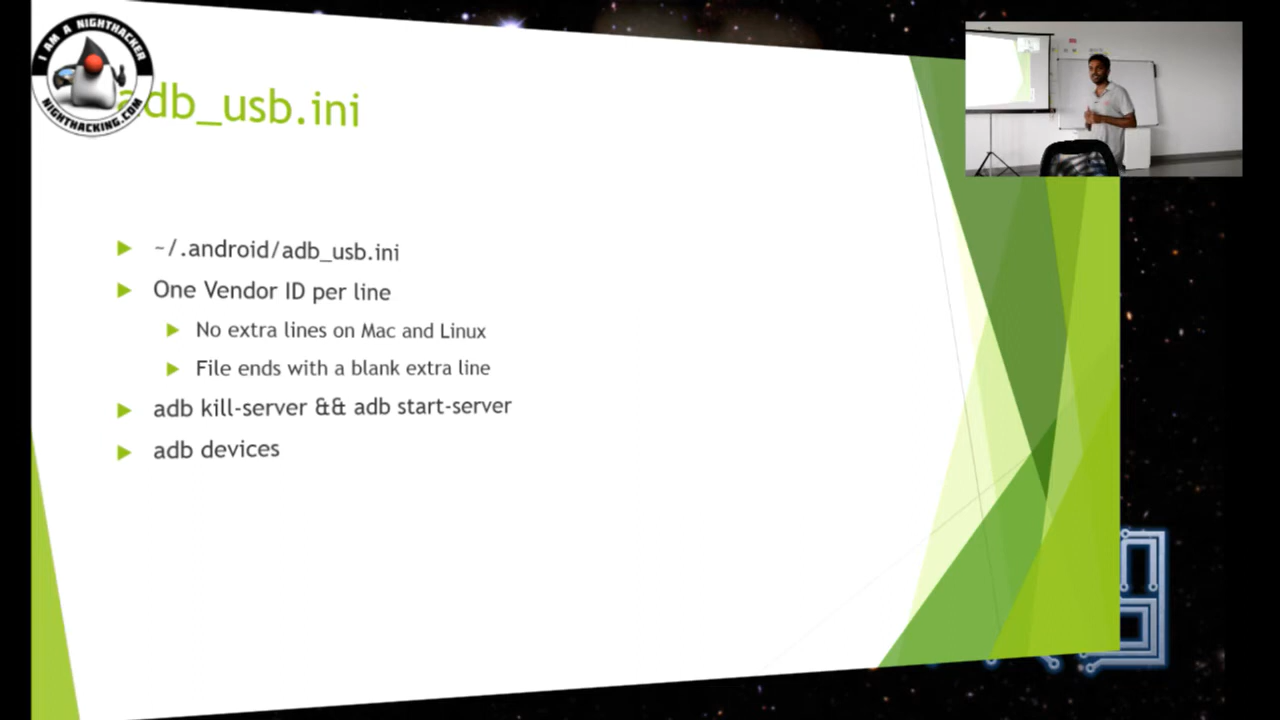 I AM A NIGHTHACKER
NIGHTHACKING.COM
adb_usb.ini
~/.android/adb_usb.ini
One Vendor ID per line
No extra lines on Mac and Linux
File ends with a blank extra line
adb kill-server && adb start-server
adb devices